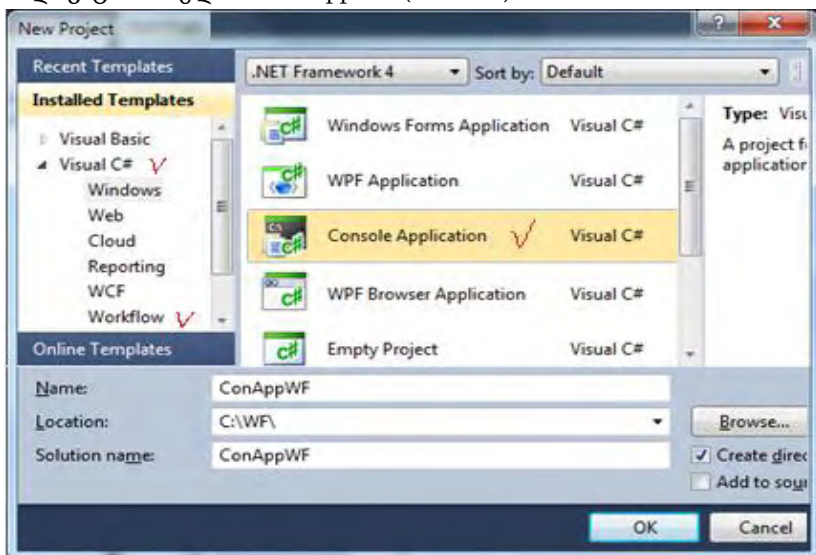 New Project
Recent Templates
.NET Framework 4
Sort by: Default
Installed Templates
Visual Basic
Visual C#
Windows
Web
Cloud
Reporting
WCF
Workflow
Online Templates
Windows Forms Application Visual C#
WPF Application Visual C#
Console Application Visual C#
WPF Browser Application Visual C#
Empty Project Visual C#
Type: Visu
A project f
application
Name: ConAppWF
Location: C:\WF\
Browse...
Solution name: ConAppWF
Create direc
Add to sour
OK
Cancel